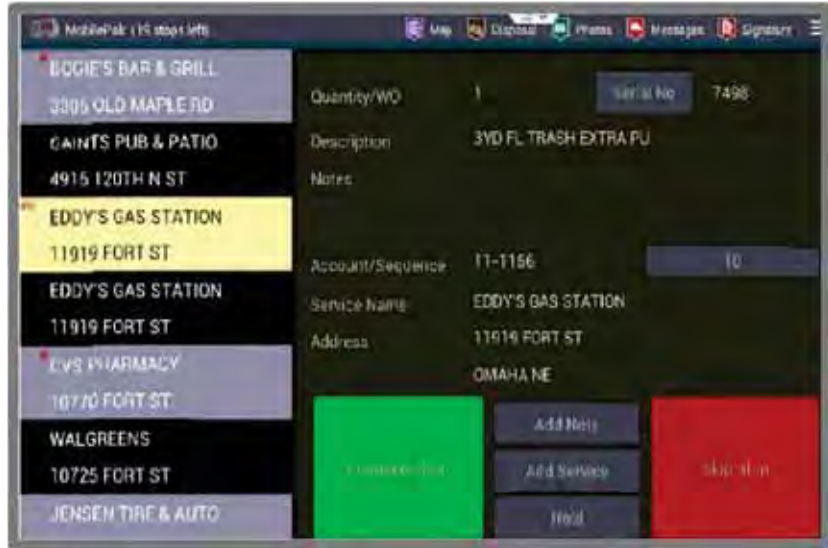 MobilePak (19 stops left)
Map
Disposal
Photos
Messages
Signature
BOGIE'S BAR & GRILL
3305 OLD MAPLE RD
GAINTS PUB & PATIO
4915 120TH N ST
EDDY'S GAS STATION
11919 FORT ST
EDDY'S GAS STATION
11919 FORT ST
CVS PHARMACY
10770 FORT ST
WALGREENS
10725 FORT ST
JENSEN TIRE & AUTO
Quantity/WO 1 Serial No 7498
Description 3YD FL TRASH EXTRA PU
Notes
Account/Sequence 11-1166 10
Service Name EDDY'S GAS STATION
Address 11919 FORT ST
OMAHA NE
Add Note
Add Service
Hold